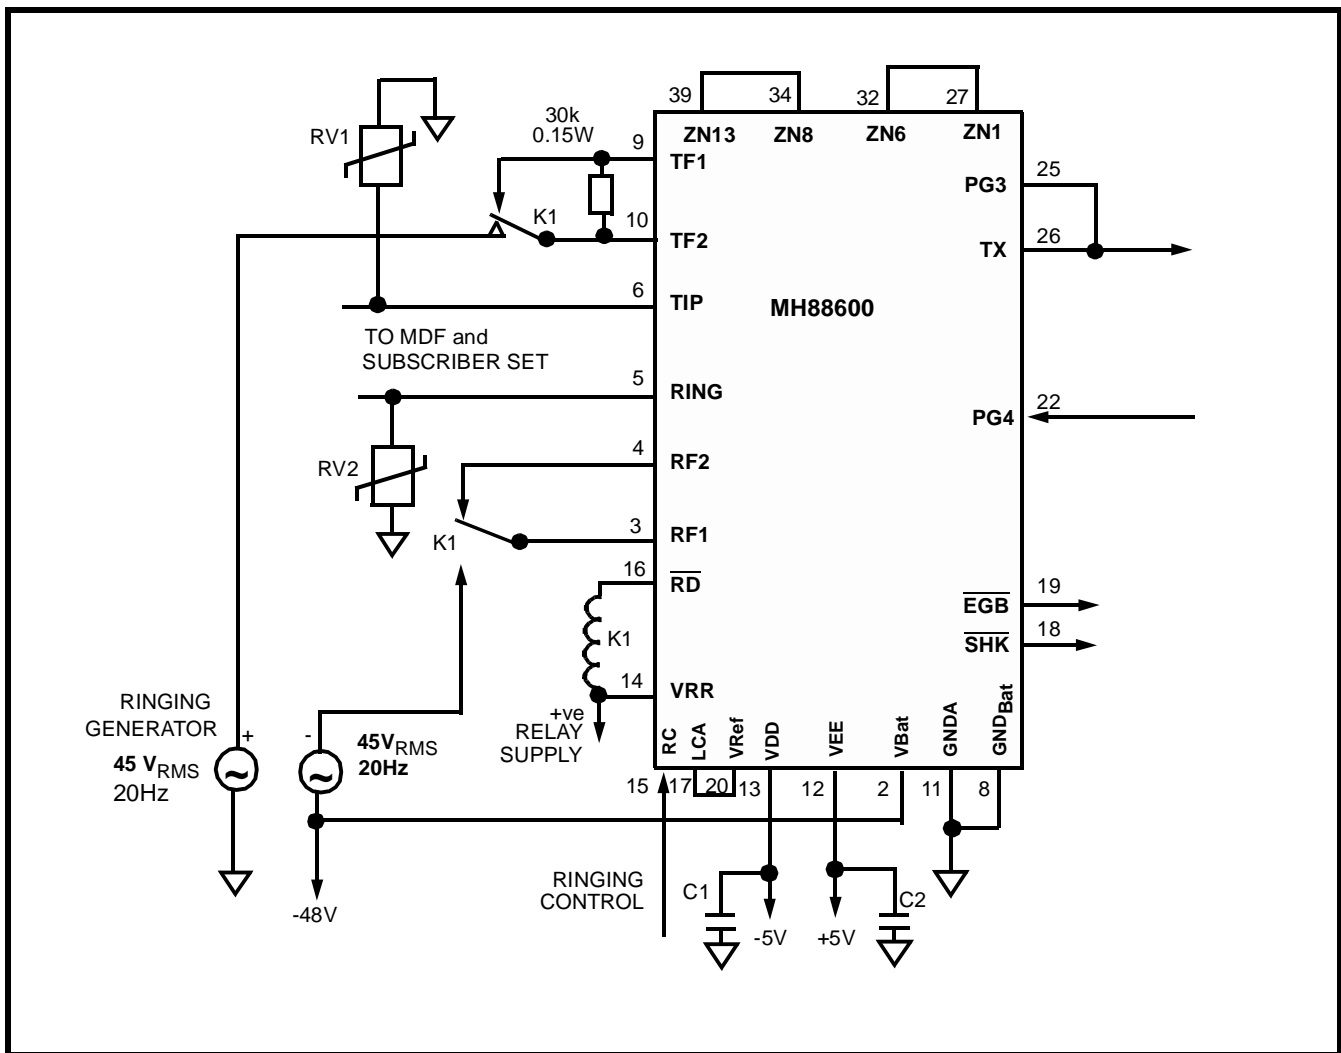 39
34
32
27
ZN13
ZN8
ZN6
ZN1
30k
0.15W
RV1
9
TF1
PG3
25
K1
10
TF2
TX
26
6
TIP
MH88600
TO MDF and
SUBSCRIBER SET
5
RING
PG4
22
RV2
4
RF2
K1
3
RF1
16
RD
EGB
19
K1
SHK
18
14
VRR
+ve
RELAY
SUPPLY
RC
LCA
VRef
VDD
VEE
VBat
GNDA
GNDBat
RINGING
GENERATOR
+
-
45 VRMS
20Hz
45VRMS
20Hz
15
17
20
13
12
2
11
8
RINGING
CONTROL
C1
C2
-48V
-5V
+5V